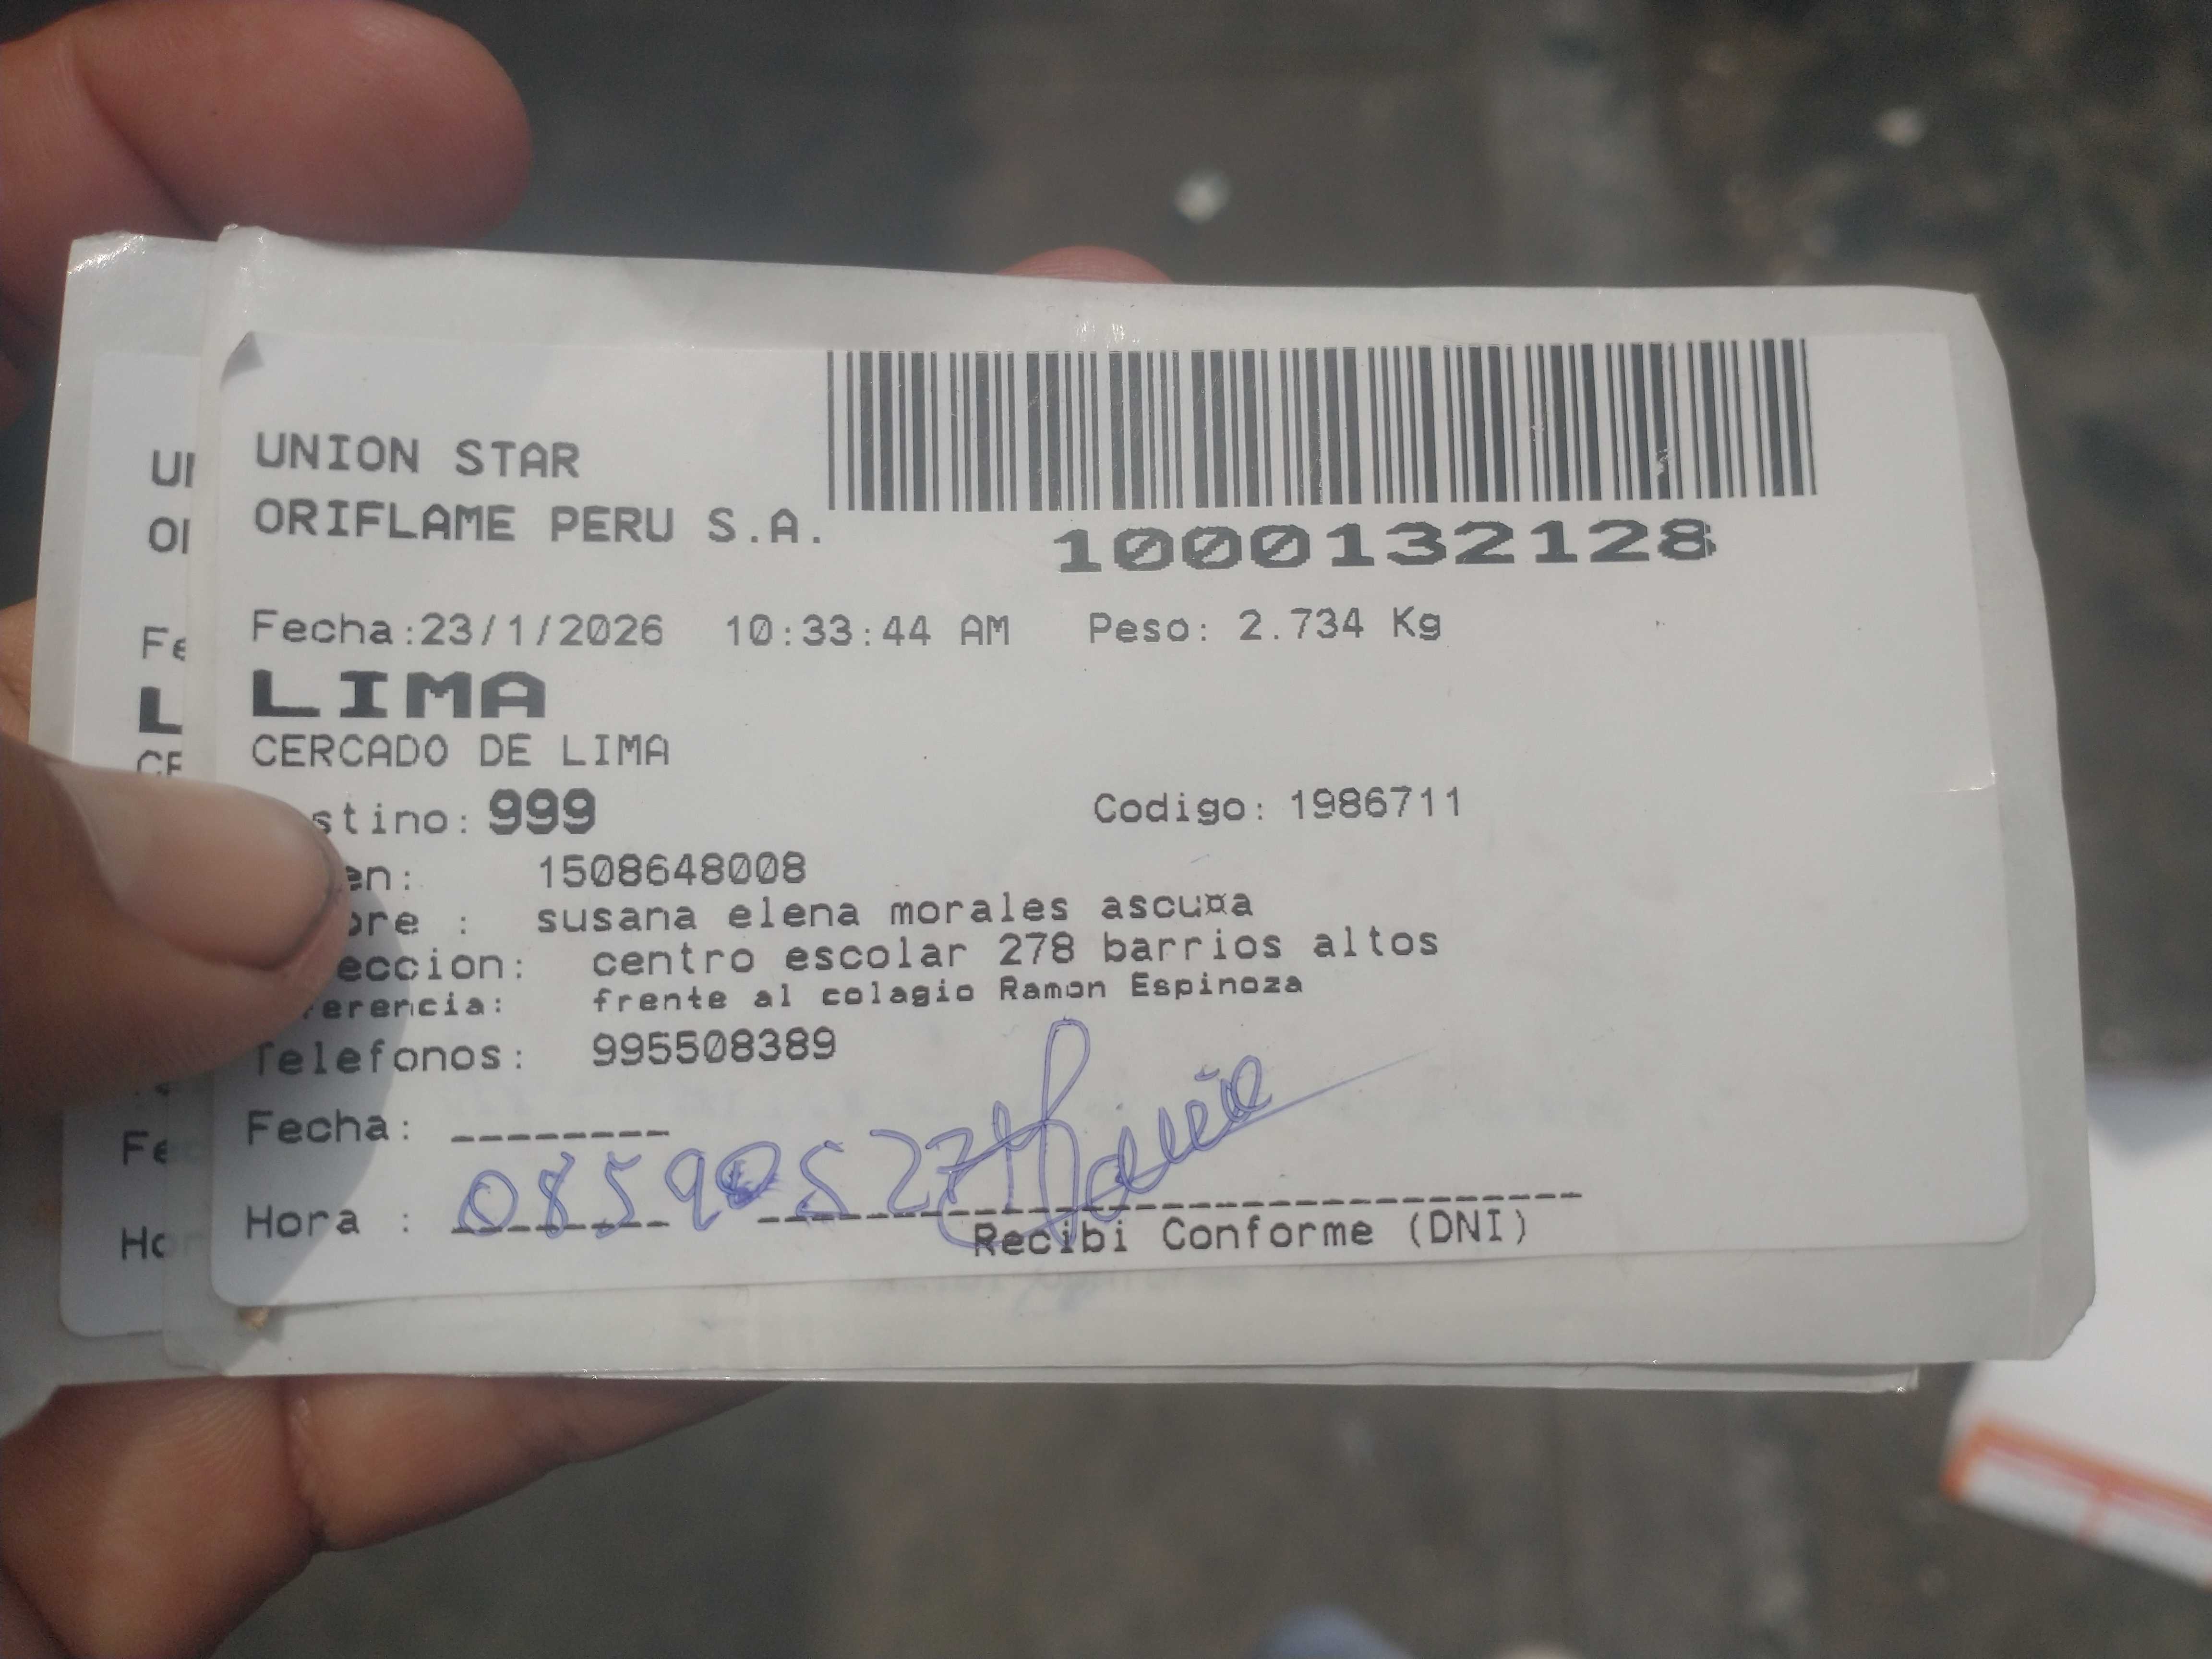 UNION STAR
ORIFLAME PERU S.A.
1000132128
Fecha:23/1/2026 10:33:44 AM Peso: 2.734 Kg
LIMA
CERCADO DE LIMA
stino: 999 Codigo: 1986711
en: 1508648008
bre : susana elena morales ascu¤a
eccion: centro escolar 278 barrios altos
erencia: frente al colagio Ramon Espinoza
Telefonos: 995508389
Fecha:
Hora :
Recibi Conforme (DNI)